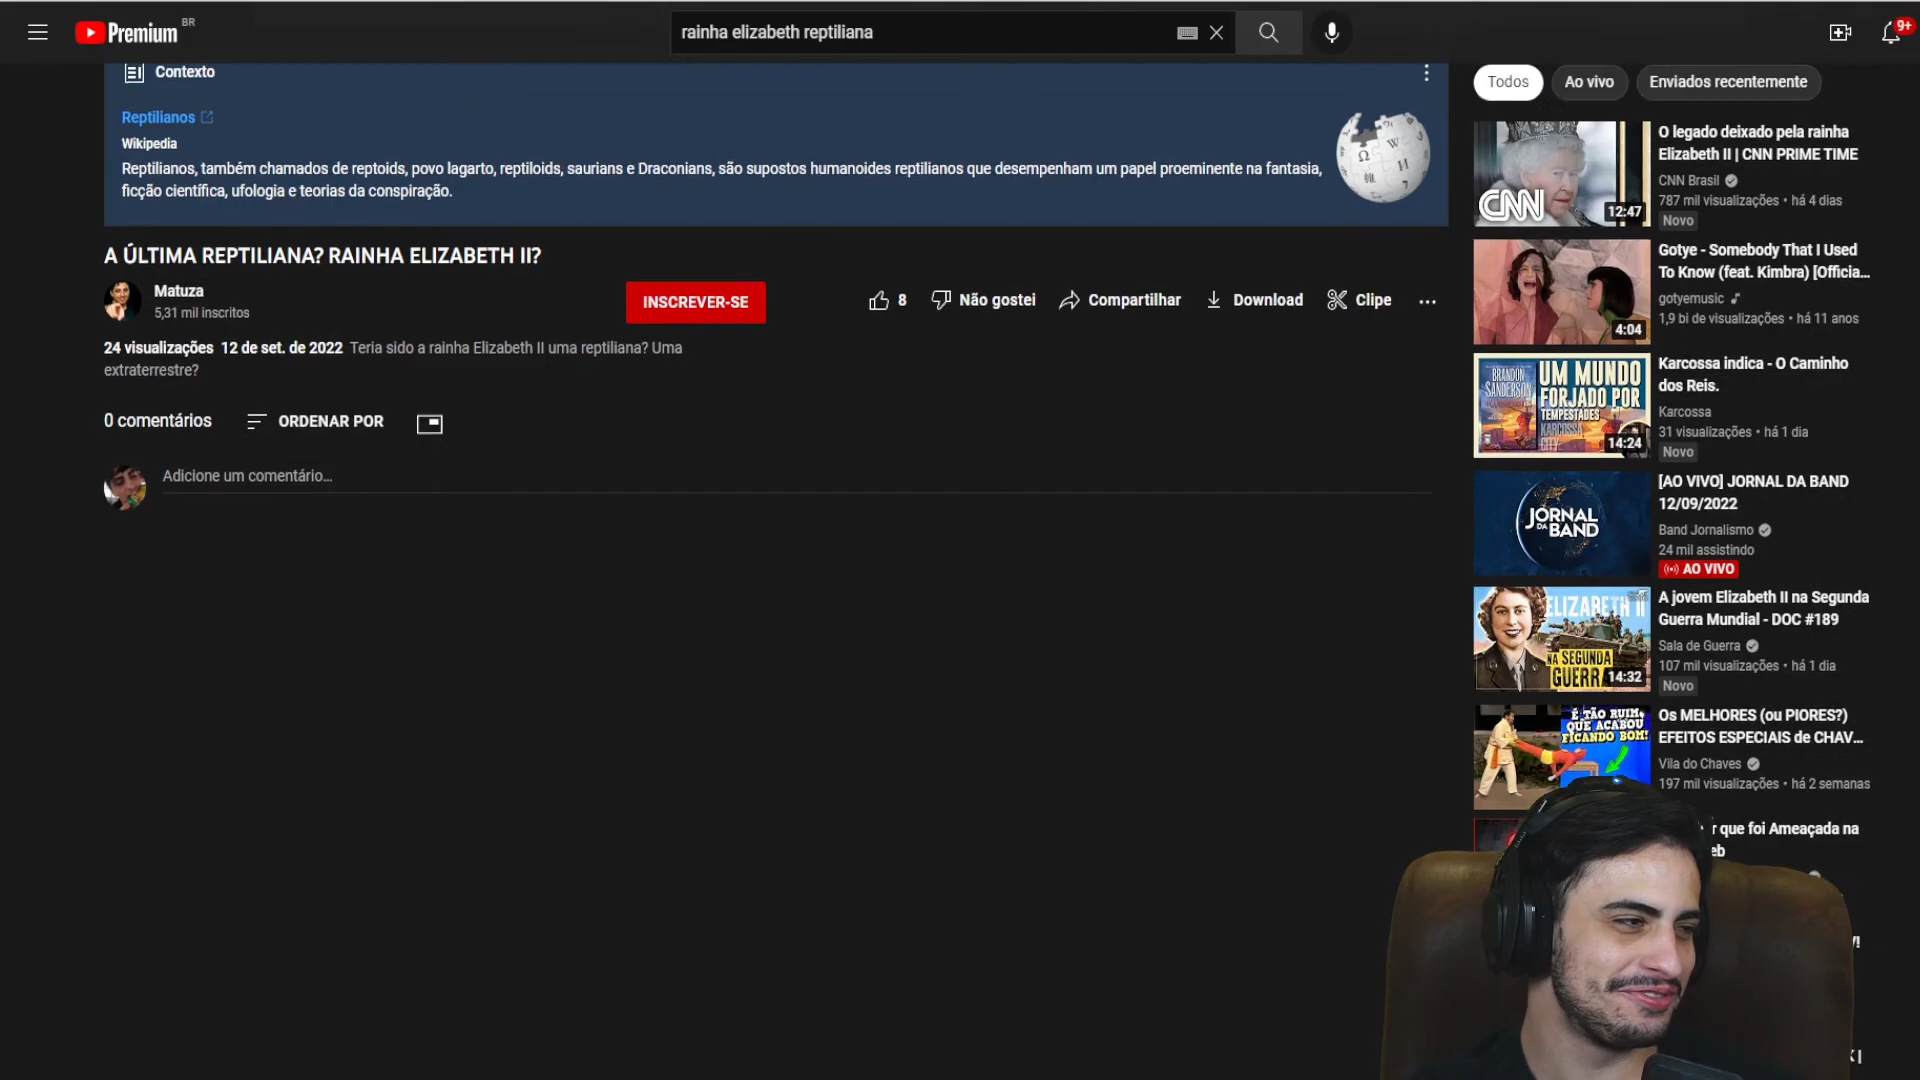 Premium BR
rainha elizabeth reptiliana
9+
Contexto
Reptilianos
Wikipedia
Reptilianos, também chamados de reptoids, povo lagarto, reptiloids, saurians e Draconians, são supostos humanoides reptilianos que desempenham um papel proeminente na fantasia,
ficção científica, ufologia e teorias da conspiração.
A ÚLTIMA REPTILIANA? RAINHA ELIZABETH II?
Matuza
5,31 mil inscritos
INSCREVER-SE
8
Não gostei
Compartilhar
Download
Clipe
24 visualizações 12 de set. de 2022 Teria sido a rainha Elizabeth II uma reptiliana? Uma
extraterrestre?
0 comentários
ORDENAR POR
Adicione um comentário...
Todos
Ao vivo
Enviados recentemente
CNN
12:47
O legado deixado pela rainha
Elizabeth II | CNN PRIME TIME
CNN Brasil
787 mil visualizações • há 4 dias
Novo
4:04
Gotye - Somebody That I Used
To Know (feat. Kimbra) [Officia...
gotyemusic
1,9 bi de visualizações • há 11 anos
BRANDON
SANDERSON
UM MUNDO
FORJADO POR
TEMPESTADES
KARCOSSA
CITY
14:24
Karcossa indica - O Caminho
dos Reis.
Karcossa
31 visualizações • há 1 dia
Novo
JORNAL
DA BAND
[AO VIVO] JORNAL DA BAND
12/09/2022
Band Jornalismo
24 mil assistindo
AO VIVO
ELIZABETH II
NA SEGUNDA
GUERRA
14:32
A jovem Elizabeth II na Segunda
Guerra Mundial - DOC #189
Sala de Guerra
107 mil visualizações • há 1 dia
Novo
É TÃO RUIM,
QUE ACABOU
FICANDO BOM!
Os MELHORES (ou PIORES?)
EFEITOS ESPECIAIS de CHAV...
Vila do Chaves
197 mil visualizações • há 2 semanas
r que foi Ameaçada na
eb